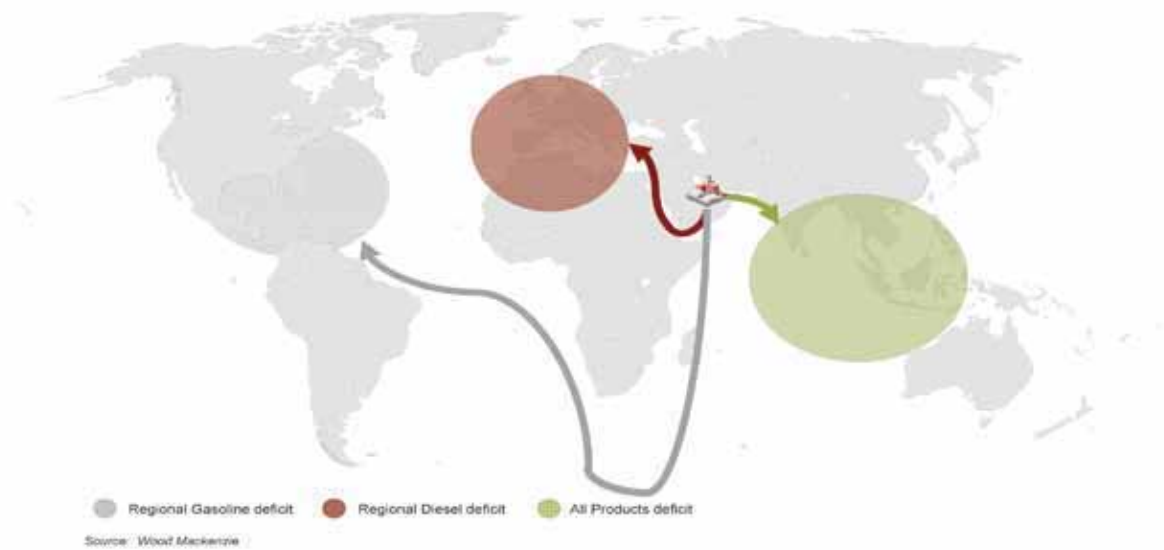 Regional Gasoline deficit
Regional Diesel deficit
All Products deficit
Source: Wood Mackenzie